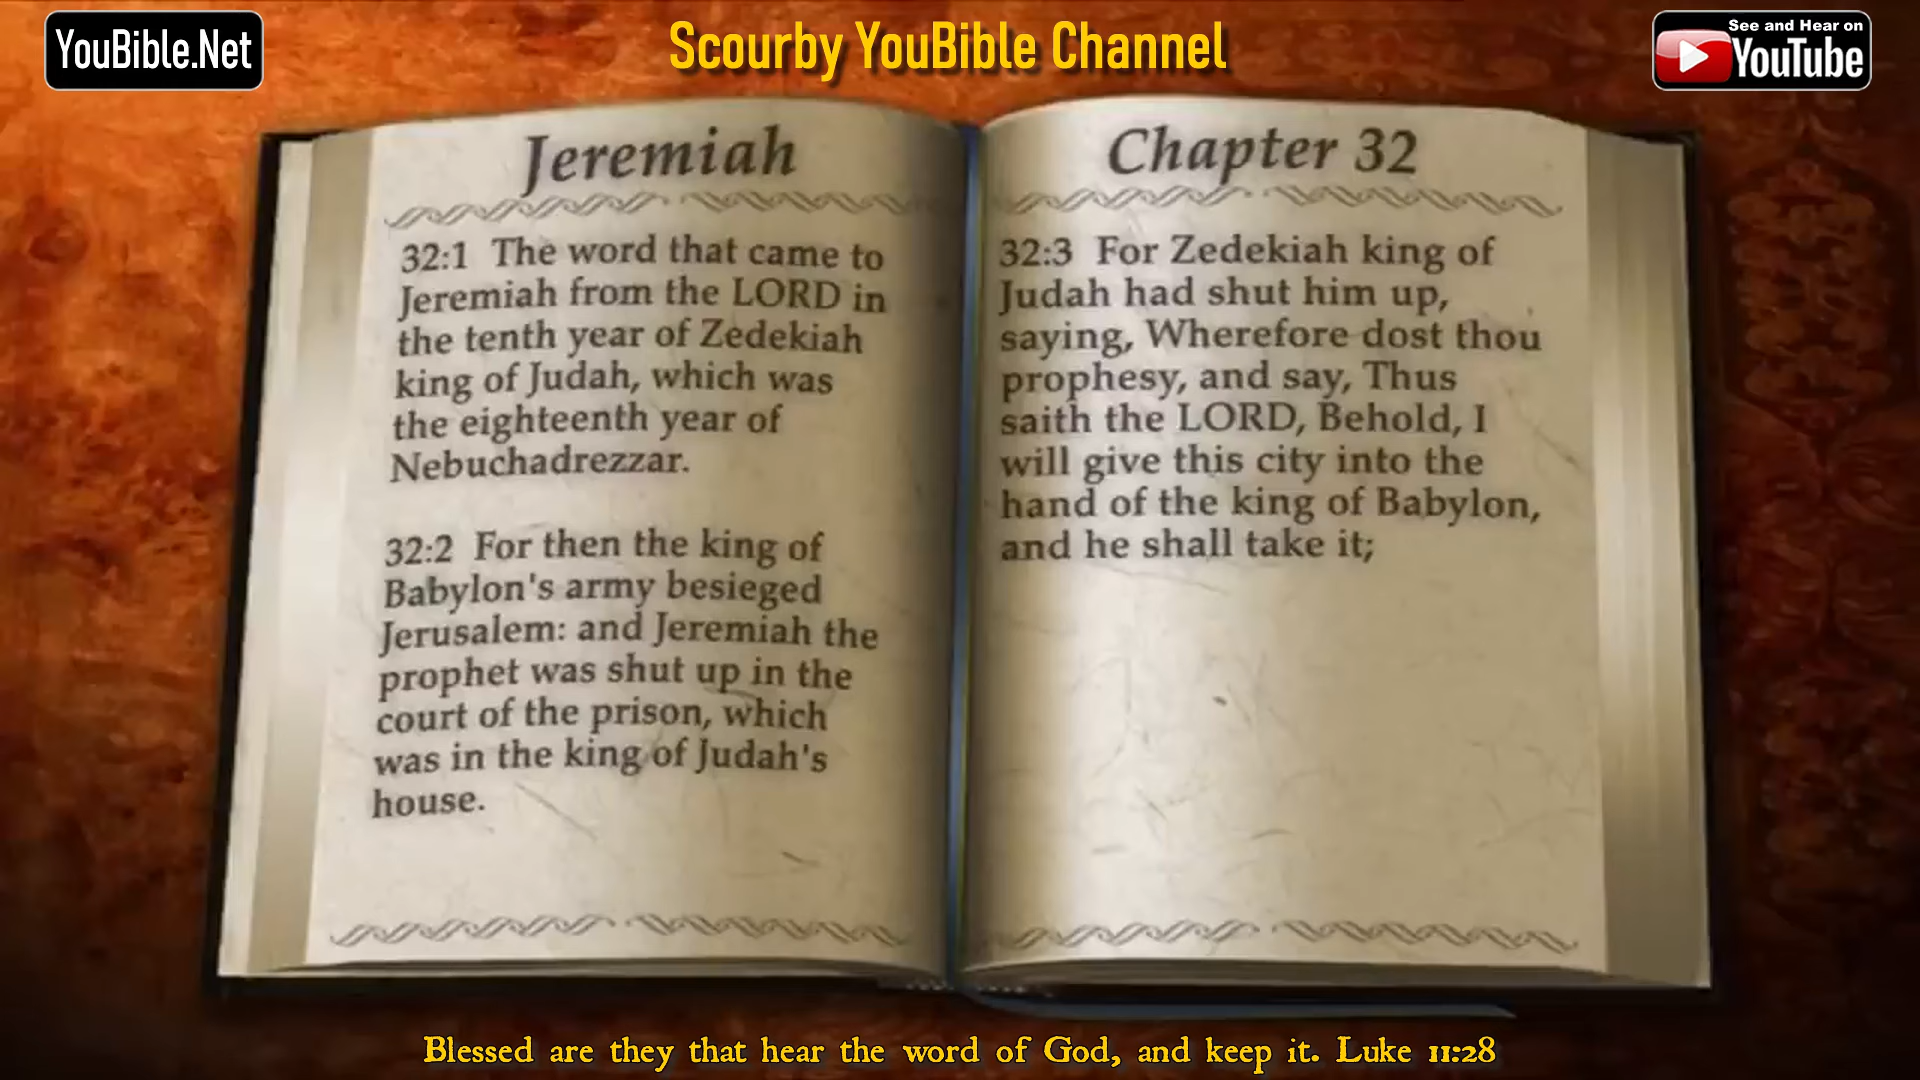 YouBible.Net
Scourby YouBible Channel
See and Hear on
YouTube
Jeremiah
32:1 The word that came to
Jeremiah from the LORD in
the tenth year of Zedekiah
king of Judah, which was
the eighteenth year of
Nebuchadrezzar.
32:2 For then the king of
Babylon's army besieged
Jerusalem: and Jeremiah the
prophet was shut up in the
court of the prison, which
was in the king of Judah's
house.
Chapter 32
32:3 For Zedekiah king of
Judah had shut him up,
saying, Wherefore dost thou
prophesy, and say, Thus
saith the LORD, Behold, I
will give this city into the
hand of the king of Babylon,
and he shall take it;
Blessed are they that hear the word of God, and keep it. Luke 11:28